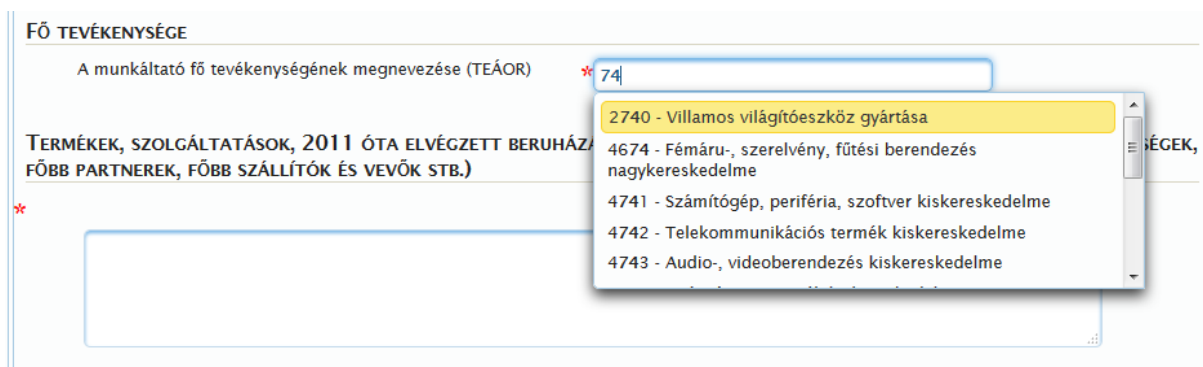 FŐ TEVÉKENYSÉGE
A munkáltató fő tevékenységének megnevezése (TEÁOR) * 74
2740 - Villamos világítóeszköz gyártása
4674 - Fémáru-, szerelvény, fűtési berendezés
nagykereskedelme
4741 - Számítógép, periféria, szoftver kiskereskedelme
4742 - Telekommunikációs termék kiskereskedelme
4743 - Audio-, videoberendezés kiskereskedelme
TERMÉKEK, SZOLGÁLTATÁSOK, 2011 ÓTA ELVÉGZETT
FŐBB PARTNEREK, FŐBB SZÁLLÍTÓK ÉS VEVŐK STB.)
*